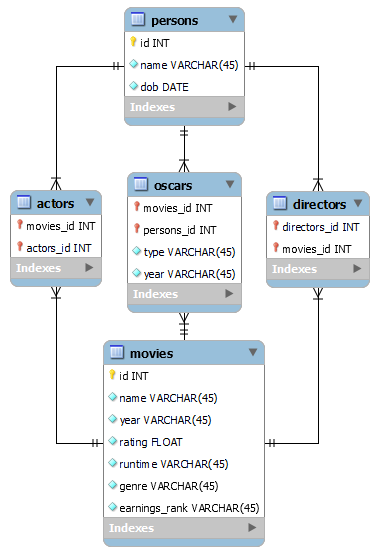 persons
id INT
name VARCHAR(45)
dob DATE
Indexes
actors
movies_id INT
actors_id INT
Indexes
oscars
movies_id INT
persons_id INT
type VARCHAR(45)
year VARCHAR(45)
Indexes
directors
directors_id INT
movies_id INT
Indexes
movies
id INT
name VARCHAR(45)
year VARCHAR(45)
rating FLOAT
runtime VARCHAR(45)
genre VARCHAR(45)
earnings_rank VARCHAR(45)
Indexes